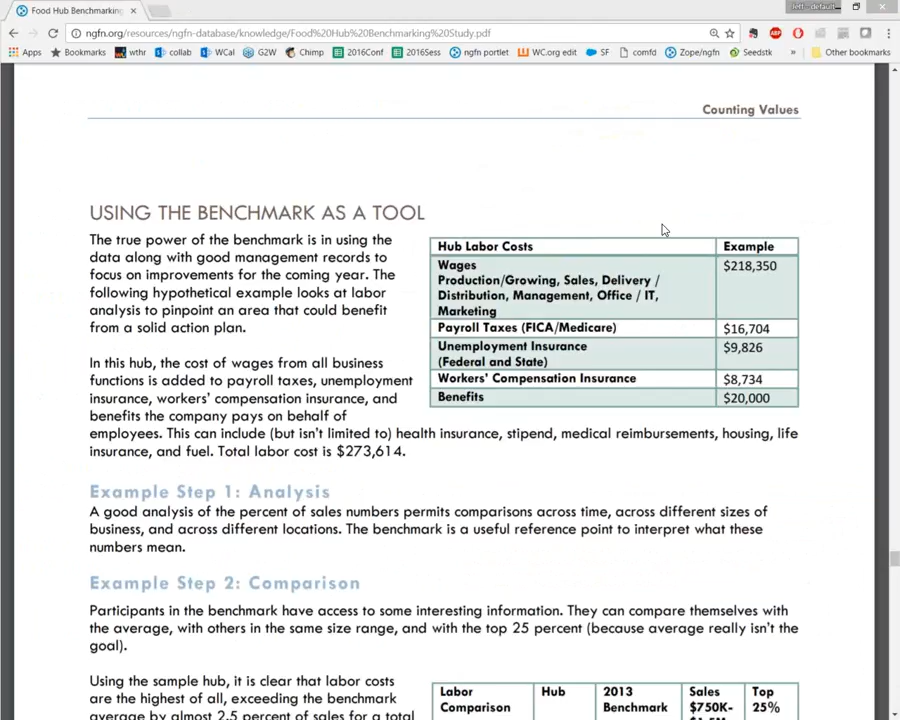 Food Hub Benchmarking
Jeff - default
ngfn.org/resources/ngfn-database/knowledge/Food%20Hub%20Benchmarking%20Study.pdf
Apps Bookmarks wthr collab WCal G2W Chimp 2016Conf 2016Sess ngfn portlet WC.org edit SF comfd Zope/ngfn Seedstk » Other bookmarks
Counting Values
USING THE BENCHMARK AS A TOOL
The true power of the benchmark is in using the
data along with good management records to
focus on improvements for the coming year. The
following hypothetical example looks at labor
analysis to pinpoint an area that could benefit
from a solid action plan.
Hub Labor Costs Example
Wages $218,350
Production/Growing, Sales, Delivery /
Distribution, Management, Office / IT,
Marketing
Payroll Taxes (FICA/Medicare) $16,704
Unemployment Insurance $9,826
(Federal and State)
Workers' Compensation Insurance $8,734
Benefits $20,000
In this hub, the cost of wages from all business
functions is added to payroll taxes, unemployment
insurance, workers' compensation insurance, and
benefits the company pays on behalf of
employees. This can include (but isn't limited to) health insurance, stipend, medical reimbursements, housing, life
insurance, and fuel. Total labor cost is $273,614.
Example Step 1: Analysis
A good analysis of the percent of sales numbers permits comparisons across time, across different sizes of
business, and across different locations. The benchmark is a useful reference point to interpret what these
numbers mean.
Example Step 2: Comparison
Participants in the benchmark have access to some interesting information. They can compare themselves with
the average, with others in the same size range, and with the top 25 percent (because average really isn't the
goal).
Using the sample hub, it is clear that labor costs
are the highest of all, exceeding the benchmark
average by almost 2.5 percent of sales for a total
Labor Hub 2013 Sales Top
Comparison Benchmark $750K- 25%